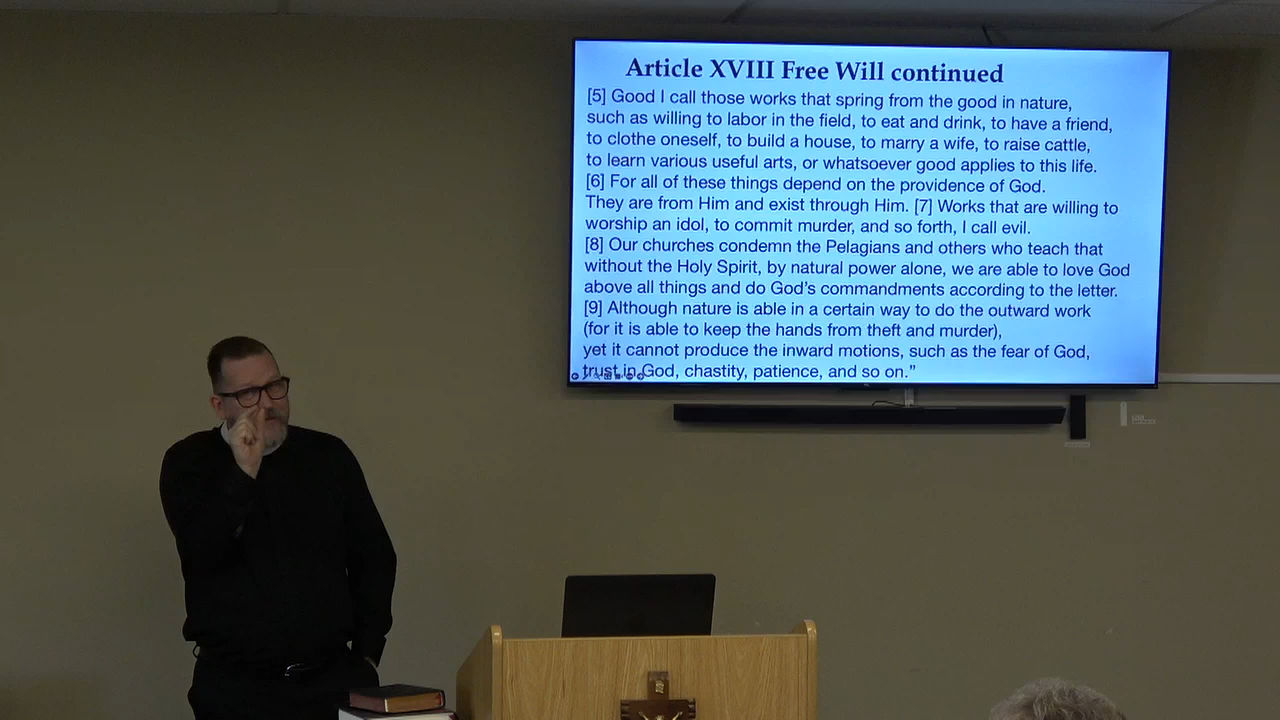 Article XVIII Free Will continued
[5] Good I call those works that spring from the good in nature,
such as willing to labor in the field, to eat and drink, to have a friend,
to clothe oneself, to build a house, to marry a wife, to raise cattle,
to learn various useful arts, or whatsoever good applies to this life.
[6] For all of these things depend on the providence of God.
They are from Him and exist through Him. [7] Works that are willing to
worship an idol, to commit murder, and so forth, I call evil.
[8] Our churches condemn the Pelagians and others who teach that
without the Holy Spirit, by natural power alone, we are able to love God
above all things and do God’s commandments according to the letter.
[9] Although nature is able in a certain way to do the outward work
(for it is able to keep the hands from theft and murder),
yet it cannot produce the inward motions, such as the fear of God,
trust in God, chastity, patience, and so on.”